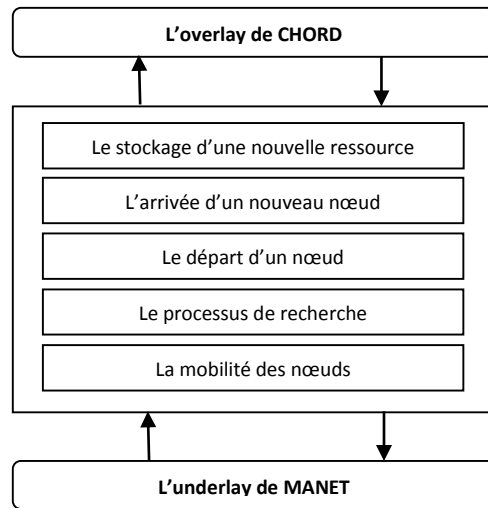 L’overlay de CHORD
Le stockage d’une nouvelle ressource
L’arrivée d’un nouveau nœud
Le départ d’un nœud
Le processus de recherche
La mobilité des nœuds
L’underlay de MANET